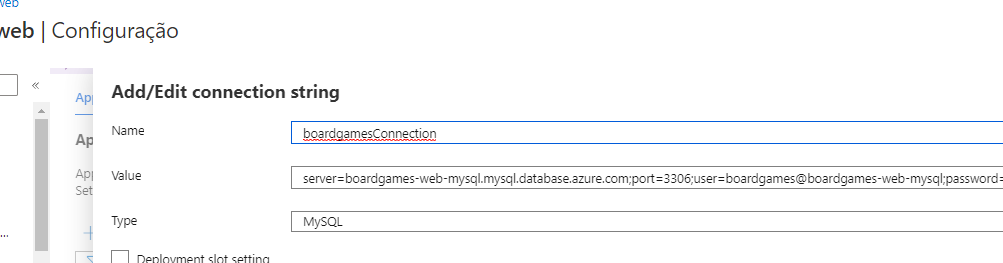 web
web | Configuração
«
Add/Edit connection string
App
Name
boardgamesConnection
Ap
App
Value
server=boardgames-web-mysql.mysql.database.azure.com;port=3306;user=boardgames@boardgames-web-mysql;password=
Set
Type
MySQL
...
Deployment slot setting